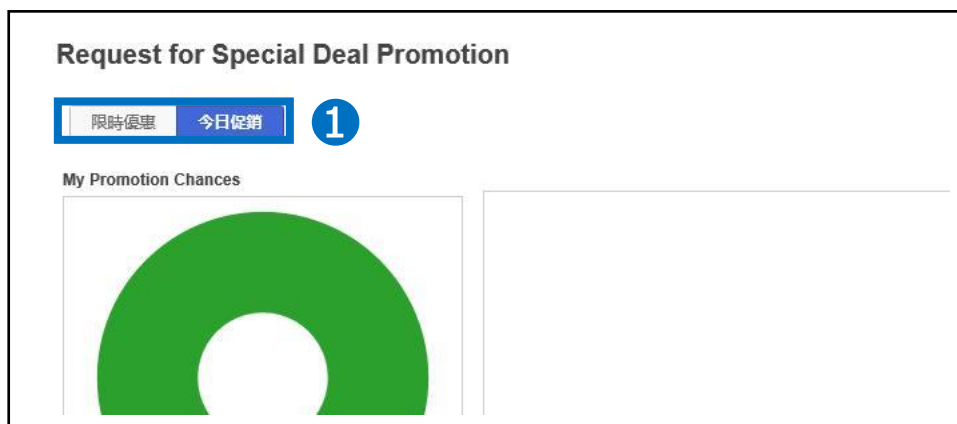 Request for Special Deal Promotion
限時優惠 今日促銷 1
My Promotion Chances